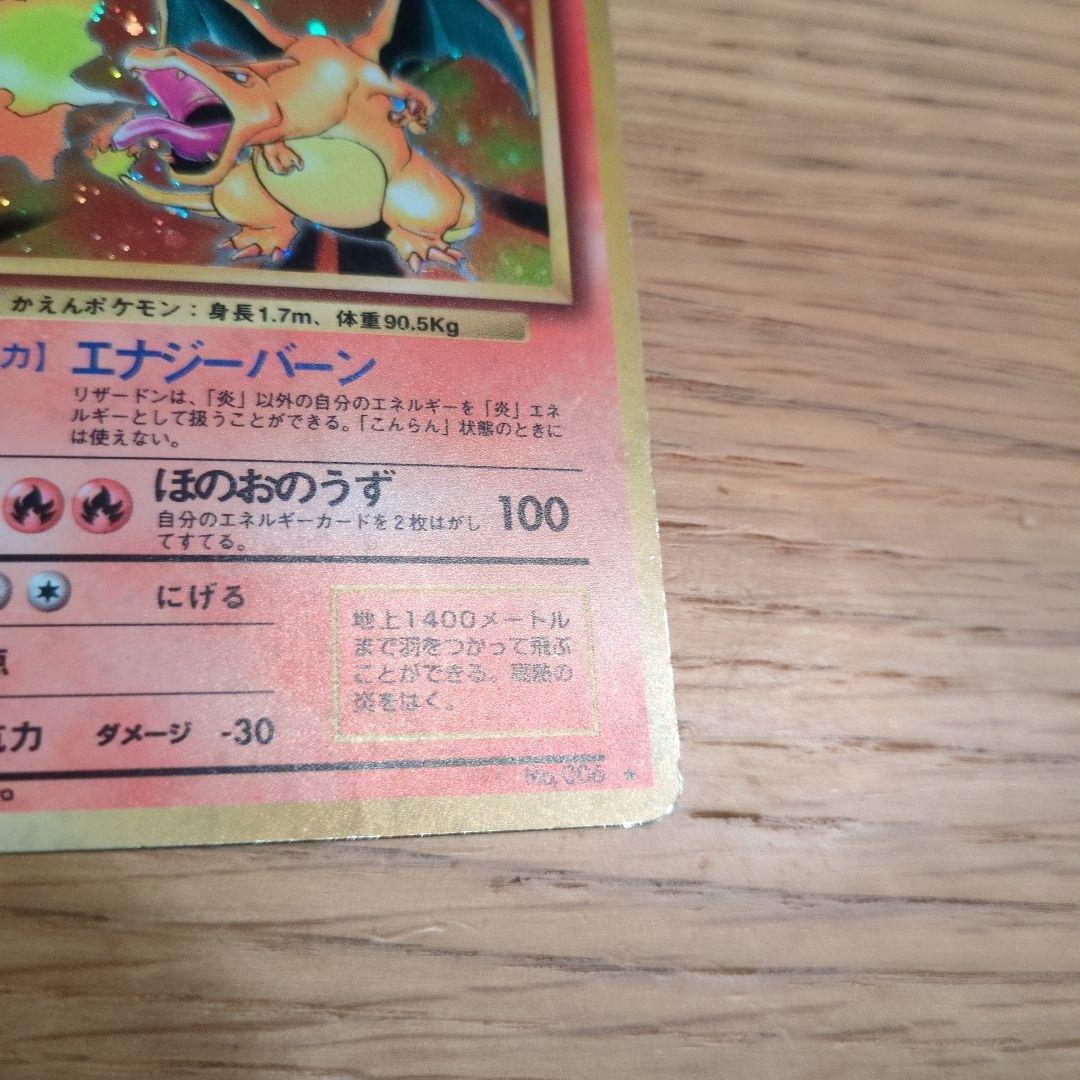 かえんポケモン：身長1.7m、体重90.5Kg
カ】 エナジーバーン
リザードンは、「炎」以外の自分のエネルギーを「炎」エネ
ルギーとして扱うことができる。「こんらん」状態のときに
は使えない。
ほのおのうず 100
自分のエネルギーカードを2枚はがし
てすてる。
にげる
地上1400メートル
まで羽をつかって飛ぶ
ことができる。高熱の
炎をはく。
力 ダメージ -30
No.006 ★